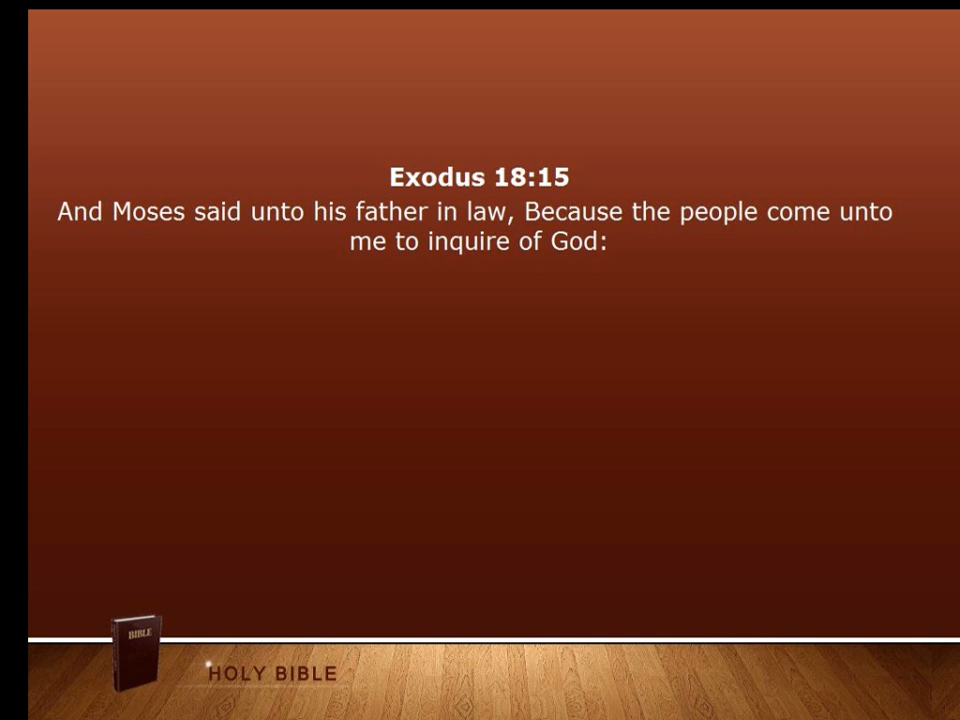 Exodus 18:15
And Moses said unto his father in law, Because the people come unto
me to inquire of God:
BIBLE
HOLY BIBLE